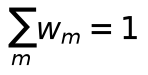 ∑_m w_m = 1